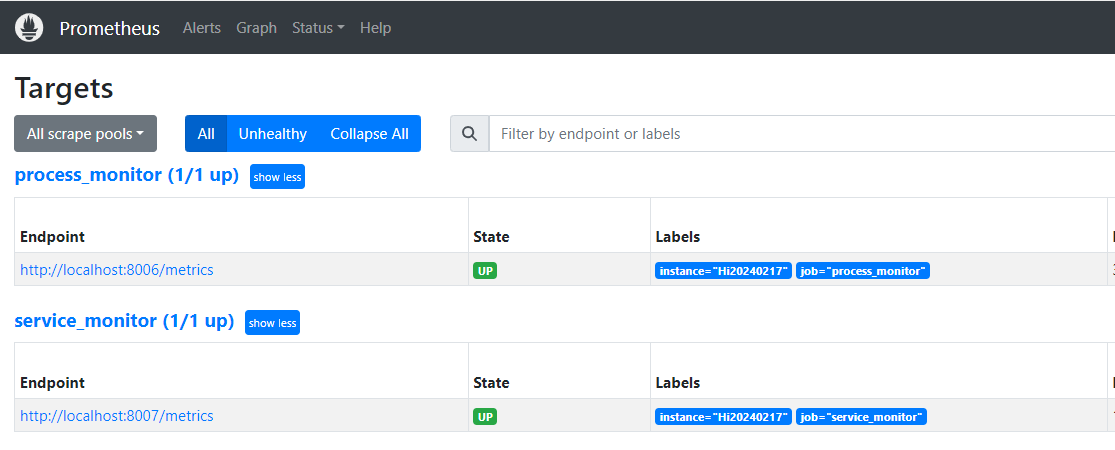 Prometheus Alerts Graph Status Help
Targets
All scrape pools All Unhealthy Collapse All Filter by endpoint or labels
process_monitor (1/1 up) show less
Endpoint State Labels
http://localhost:8006/metrics UP instance="Hi20240217" job="process_monitor"
service_monitor (1/1 up) show less
Endpoint State Labels
http://localhost:8007/metrics UP instance="Hi20240217" job="service_monitor"